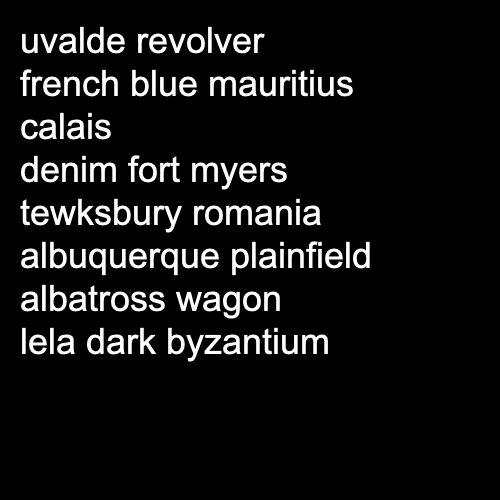 uvalde revolver
french blue mauritius
calais
denim fort myers
tewksbury romania
albuquerque plainfield
albatross wagon
lela dark byzantium